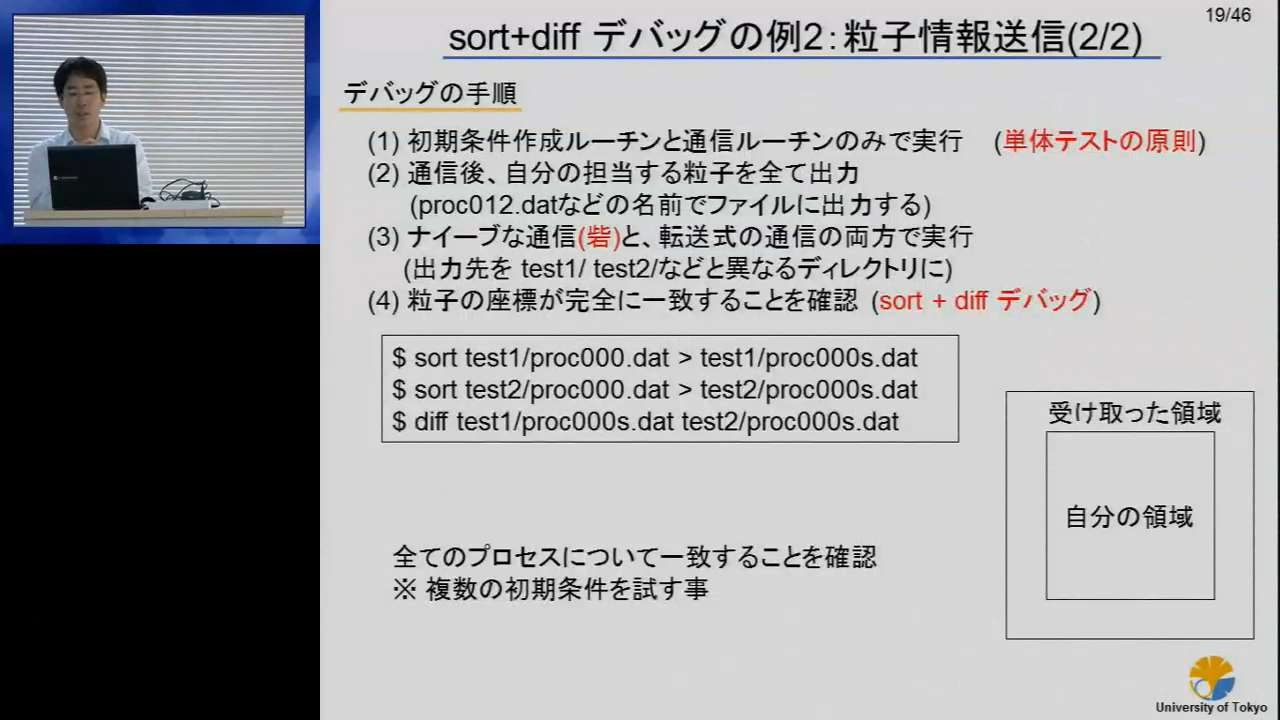 19/46
sort+diff デバッグの例2：粒子情報送信(2/2)
デバッグの手順
(1) 初期条件作成ルーチンと通信ルーチンのみで実行 (単体テストの原則)
(2) 通信後、自分の担当する粒子を全て出力
(proc012.datなどの名前でファイルに出力する)
(3) ナイーブな通信(砦)と、転送式の通信の両方で実行
(出力先を test1/ test2/などと異なるディレクトリに)
(4) 粒子の座標が完全に一致することを確認 (sort + diff デバッグ)
$ sort test1/proc000.dat > test1/proc000s.dat
$ sort test2/proc000.dat > test2/proc000s.dat
$ diff test1/proc000s.dat test2/proc000s.dat
受け取った領域
自分の領域
全てのプロセスについて一致することを確認
※ 複数の初期条件を試す事
University of Tokyo